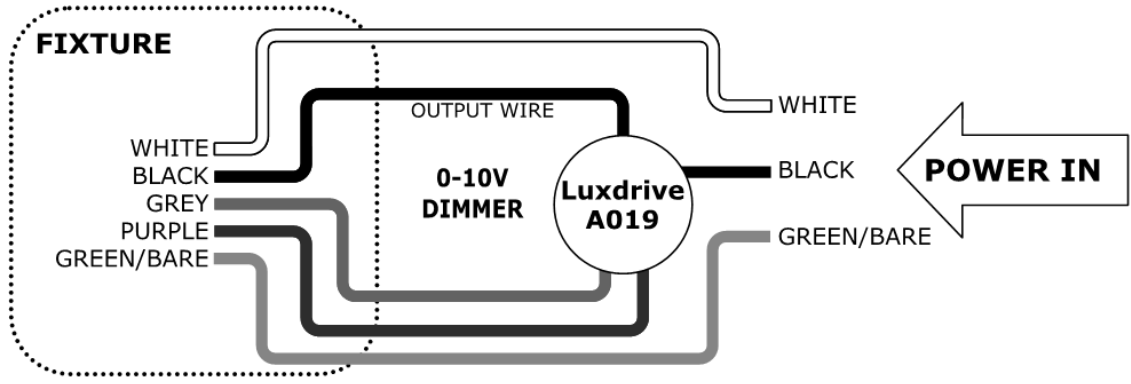 FIXTURE
WHITE
BLACK
GREY
PURPLE
GREEN/BARE
OUTPUT WIRE
0-10V
DIMMER
Luxdrive
A019
WHITE
BLACK
GREEN/BARE
POWER IN